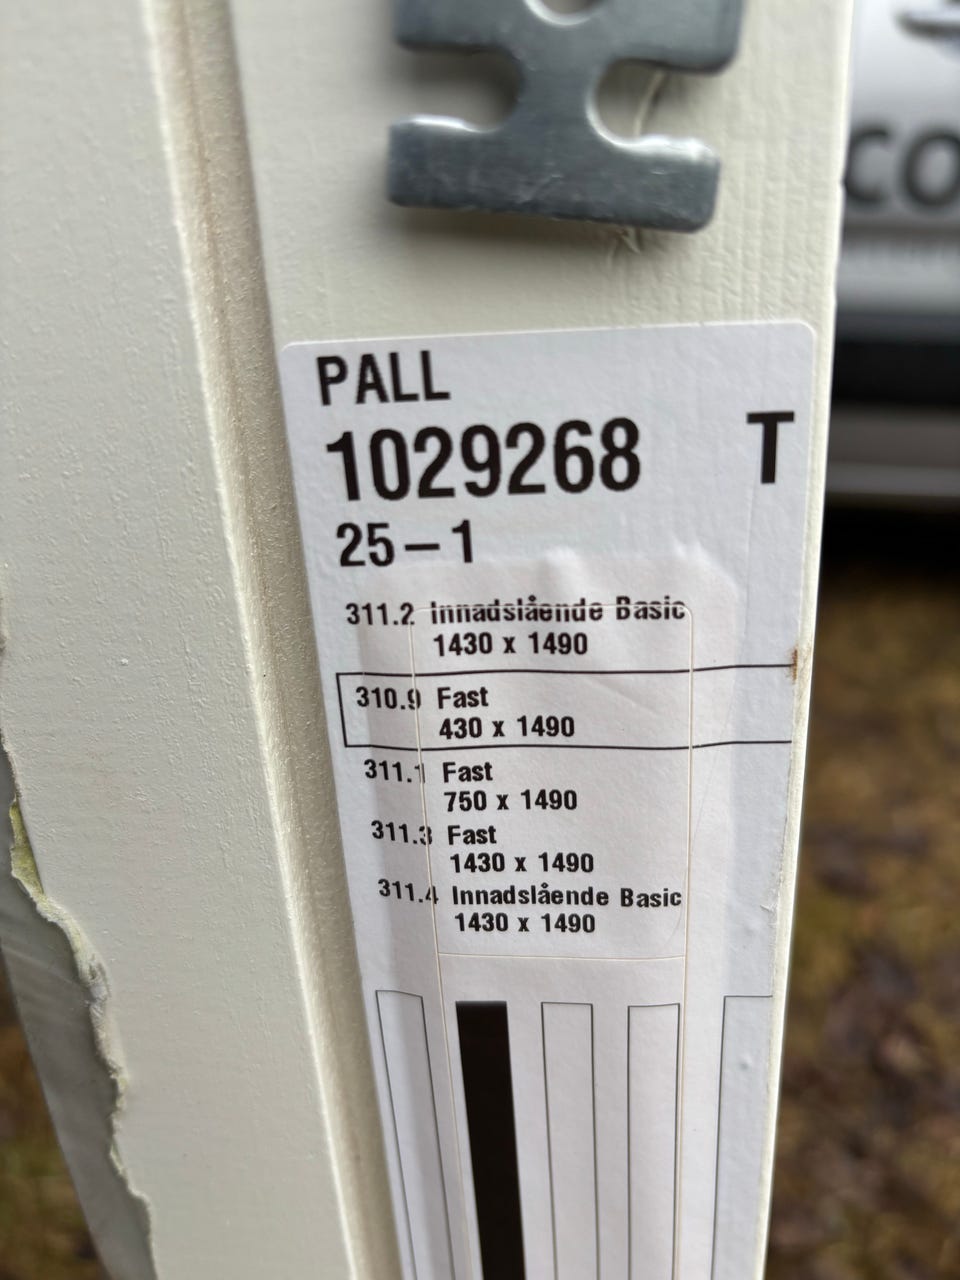 PALL
1029268 T
25-1
311.2 Innadslående Basic
1430 x 1490
310.9 Fast
430 x 1490
311.1 Fast
750 x 1490
311.3 Fast
1430 x 1490
311.4 Innadslående Basic
1430 x 1490
CO